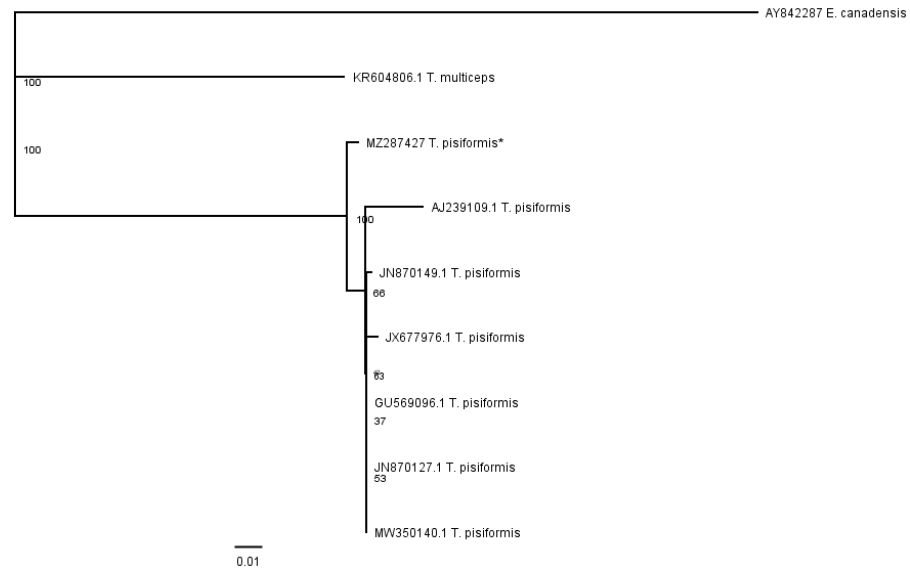 AY842287 E. canadensis
KR604806.1 T. multiceps
100
MZ287427 T. pisiformis*
100
AJ239109.1 T. pisiformis
100
JN870149.1 T. pisiformis
66
JX677976.1 T. pisiformis
63
GU569096.1 T. pisiformis
37
JN870127.1 T. pisiformis
53
MW350140.1 T. pisiformis
0.01